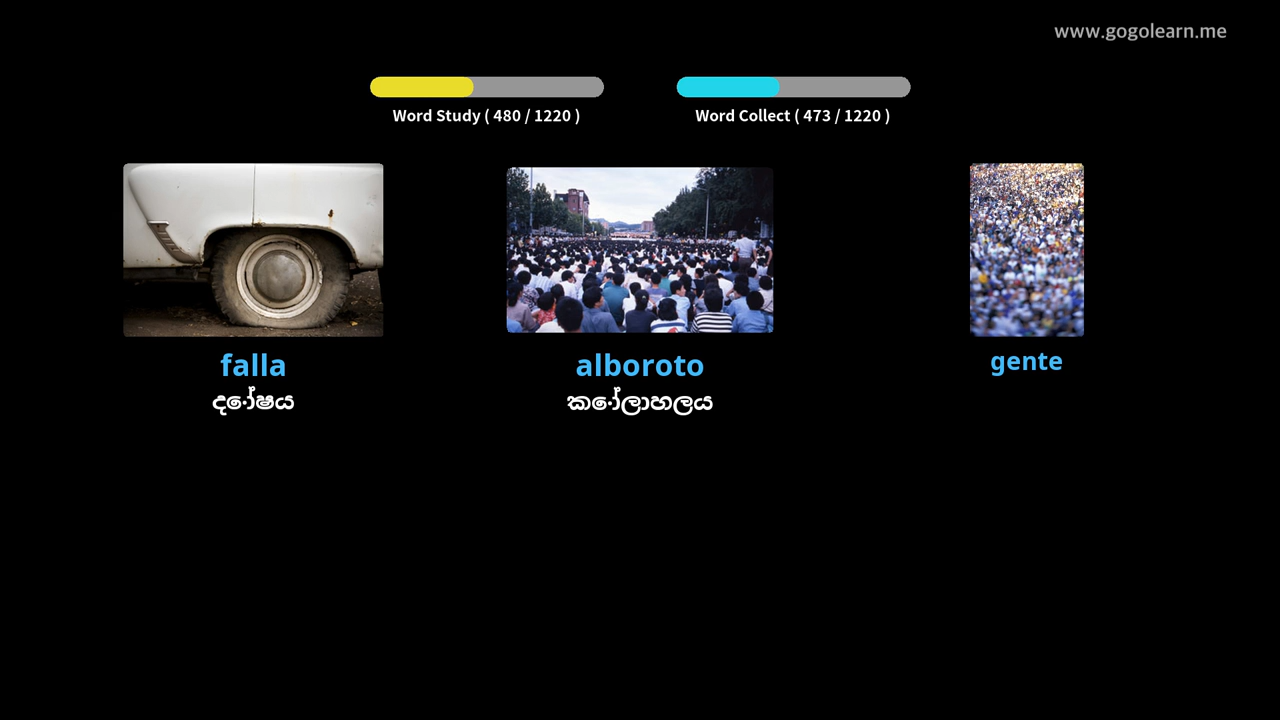 www.gogolearn.me
Word Study ( 480 / 1220 )
Word Collect ( 473 / 1220 )
falla
alboroto
gente
දෝෂය
කෝලාහලය